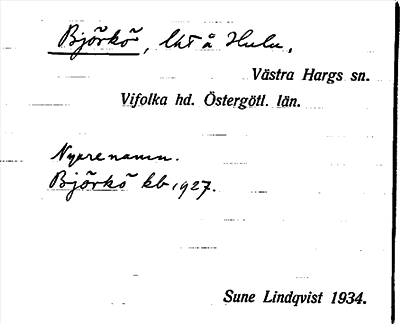 Björkö, lht å Hulu,
Västra Hargs sn.
Vifolka hd. Östergötl. län.
Nyare namn.
Björkö kb 1927.
Sune Lindqvist 1934.